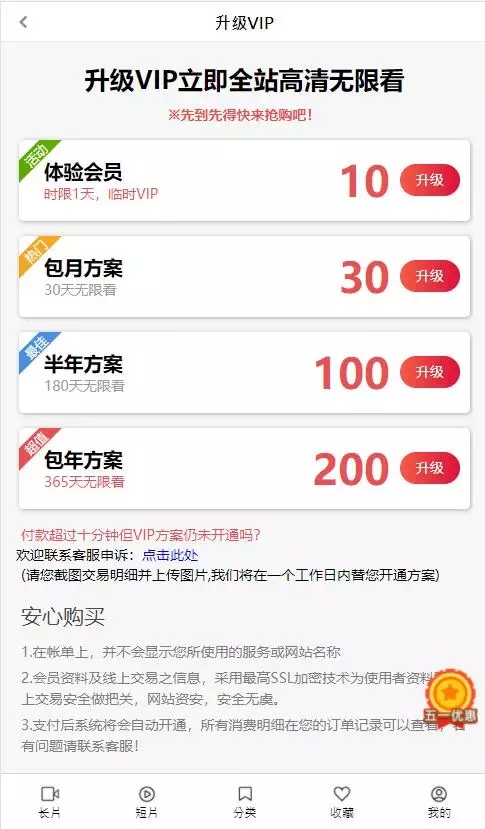 升级VIP
升级VIP立即全站高清无限看
※先到先得快来抢购吧！
活动
体验会员
时限1天，临时VIP
10
升级
热门
包月方案
30天无限看
30
升级
最佳
半年方案
180天无限看
100
升级
超值
包年方案
365天无限看
200
升级
付款超过十分钟但VIP方案仍未开通吗？
欢迎联系客服申诉：点击此处
(请您截图交易明细并上传图片,我们将在一个工作日内替您开通方案)
安心购买
1.在帐单上，并不会显示您所使用的服务或网站名称
2.会员资料及线上交易之信息，采用最高SSL加密技术为使用者资料
上交易安全做把关，网站资安，安全无虞。
3.支付后系统将会自动开通，所有消费明细在您的订单记录可以查看，
有问题请联系客服！
五一优惠
长片
短片
分类
收藏
我的